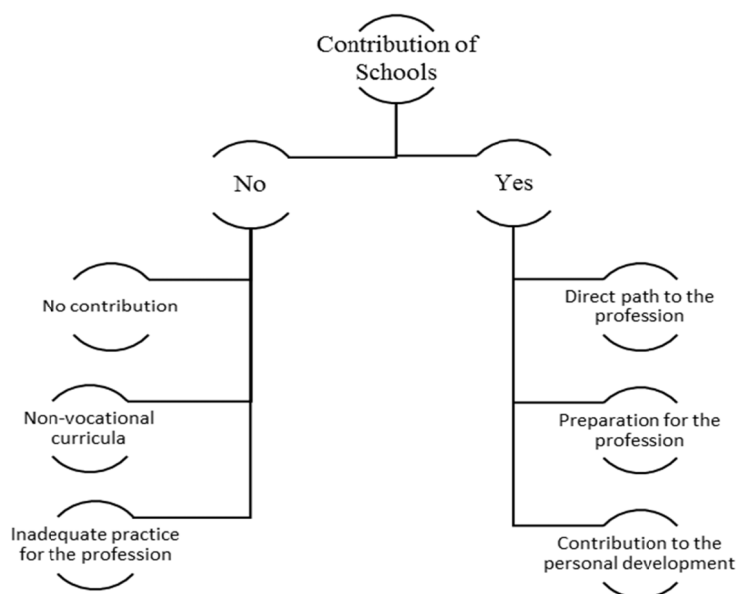 Contribution of
Schools
No
Yes
No contribution
Direct path to the
profession
Non-vocational
curricula
Preparation for the
profession
Inadequate practice
for the profession
Contribution to the
personal development